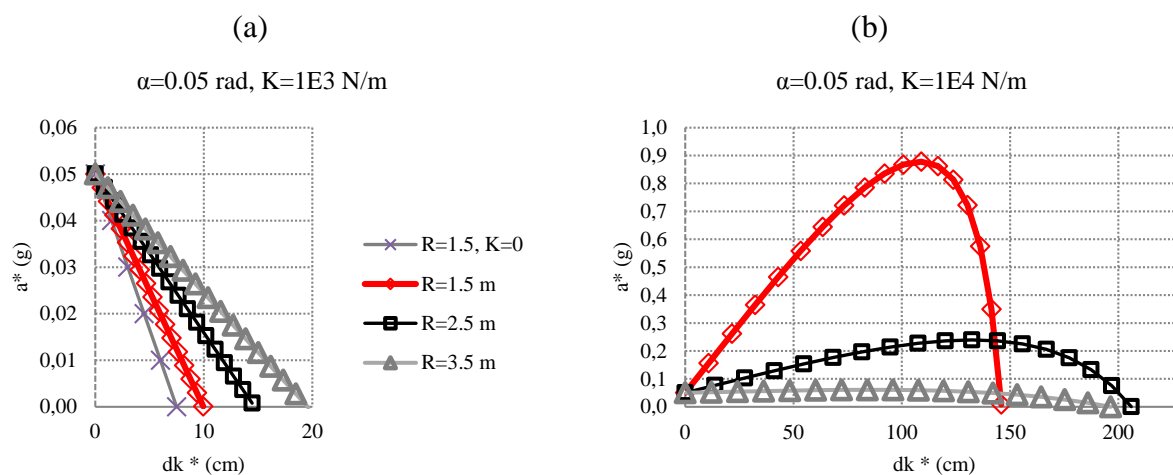 (a)
α=0.05 rad, K=1E3 N/m
0,06
0,05
0,04
0,03
0,02
0,01
0,00
a* (g)
0
10
20
dk * (cm)
R=1.5, K=0
R=1.5 m
R=2.5 m
R=3.5 m
(b)
α=0.05 rad, K=1E4 N/m
1,0
0,9
0,8
0,7
0,6
0,5
0,4
0,3
0,2
0,1
0,0
a* (g)
0
50
100
150
200
dk * (cm)